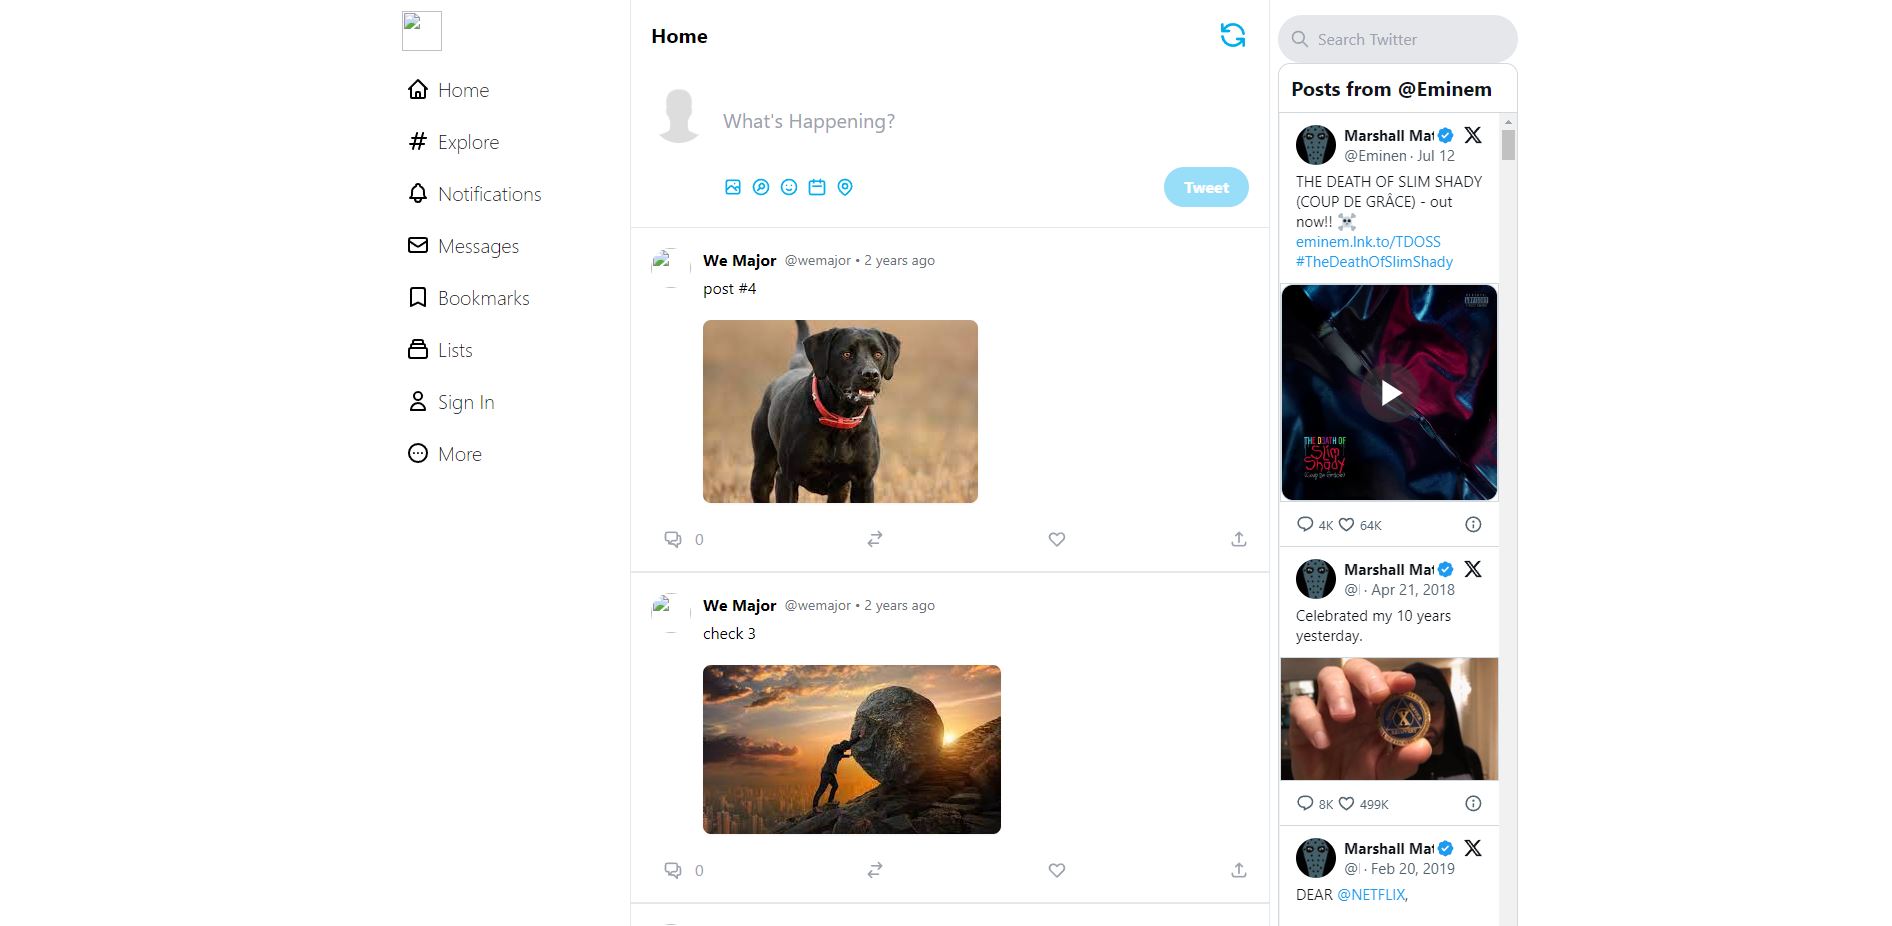 Home
Explore
Notifications
Messages
Bookmarks
Lists
Sign In
More
Home
What's Happening?
Tweet
We Major @wemajor • 2 years ago
post #4
0
We Major @wemajor • 2 years ago
check 3
0
Search Twitter
Posts from @Eminem
Marshall Mat
@Eminem · Jul 12
THE DEATH OF SLIM SHADY
(COUP DE GRÂCE) - out
now!! ☠️
eminem.lnk.to/TDOSS
#TheDeathOfSlimShady
THE DEATH OF
Slim
Shady
(Coup De Grâce)
4K 64K
Marshall Mat
@ · Apr 21, 2018
Celebrated my 10 years
yesterday.
X
8K 499K
Marshall Mat
@ · Feb 20, 2019
DEAR @NETFLIX,